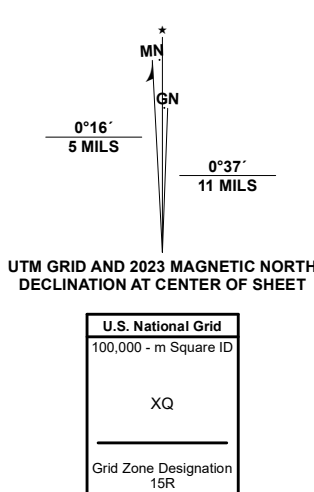 ★
MN
GN
0°16´
5 MILS
0°37´
11 MILS
UTM GRID AND 2023 MAGNETIC NORTH
DECLINATION AT CENTER OF SHEET
U.S. National Grid
100,000 - m Square ID
XQ
Grid Zone Designation
15R